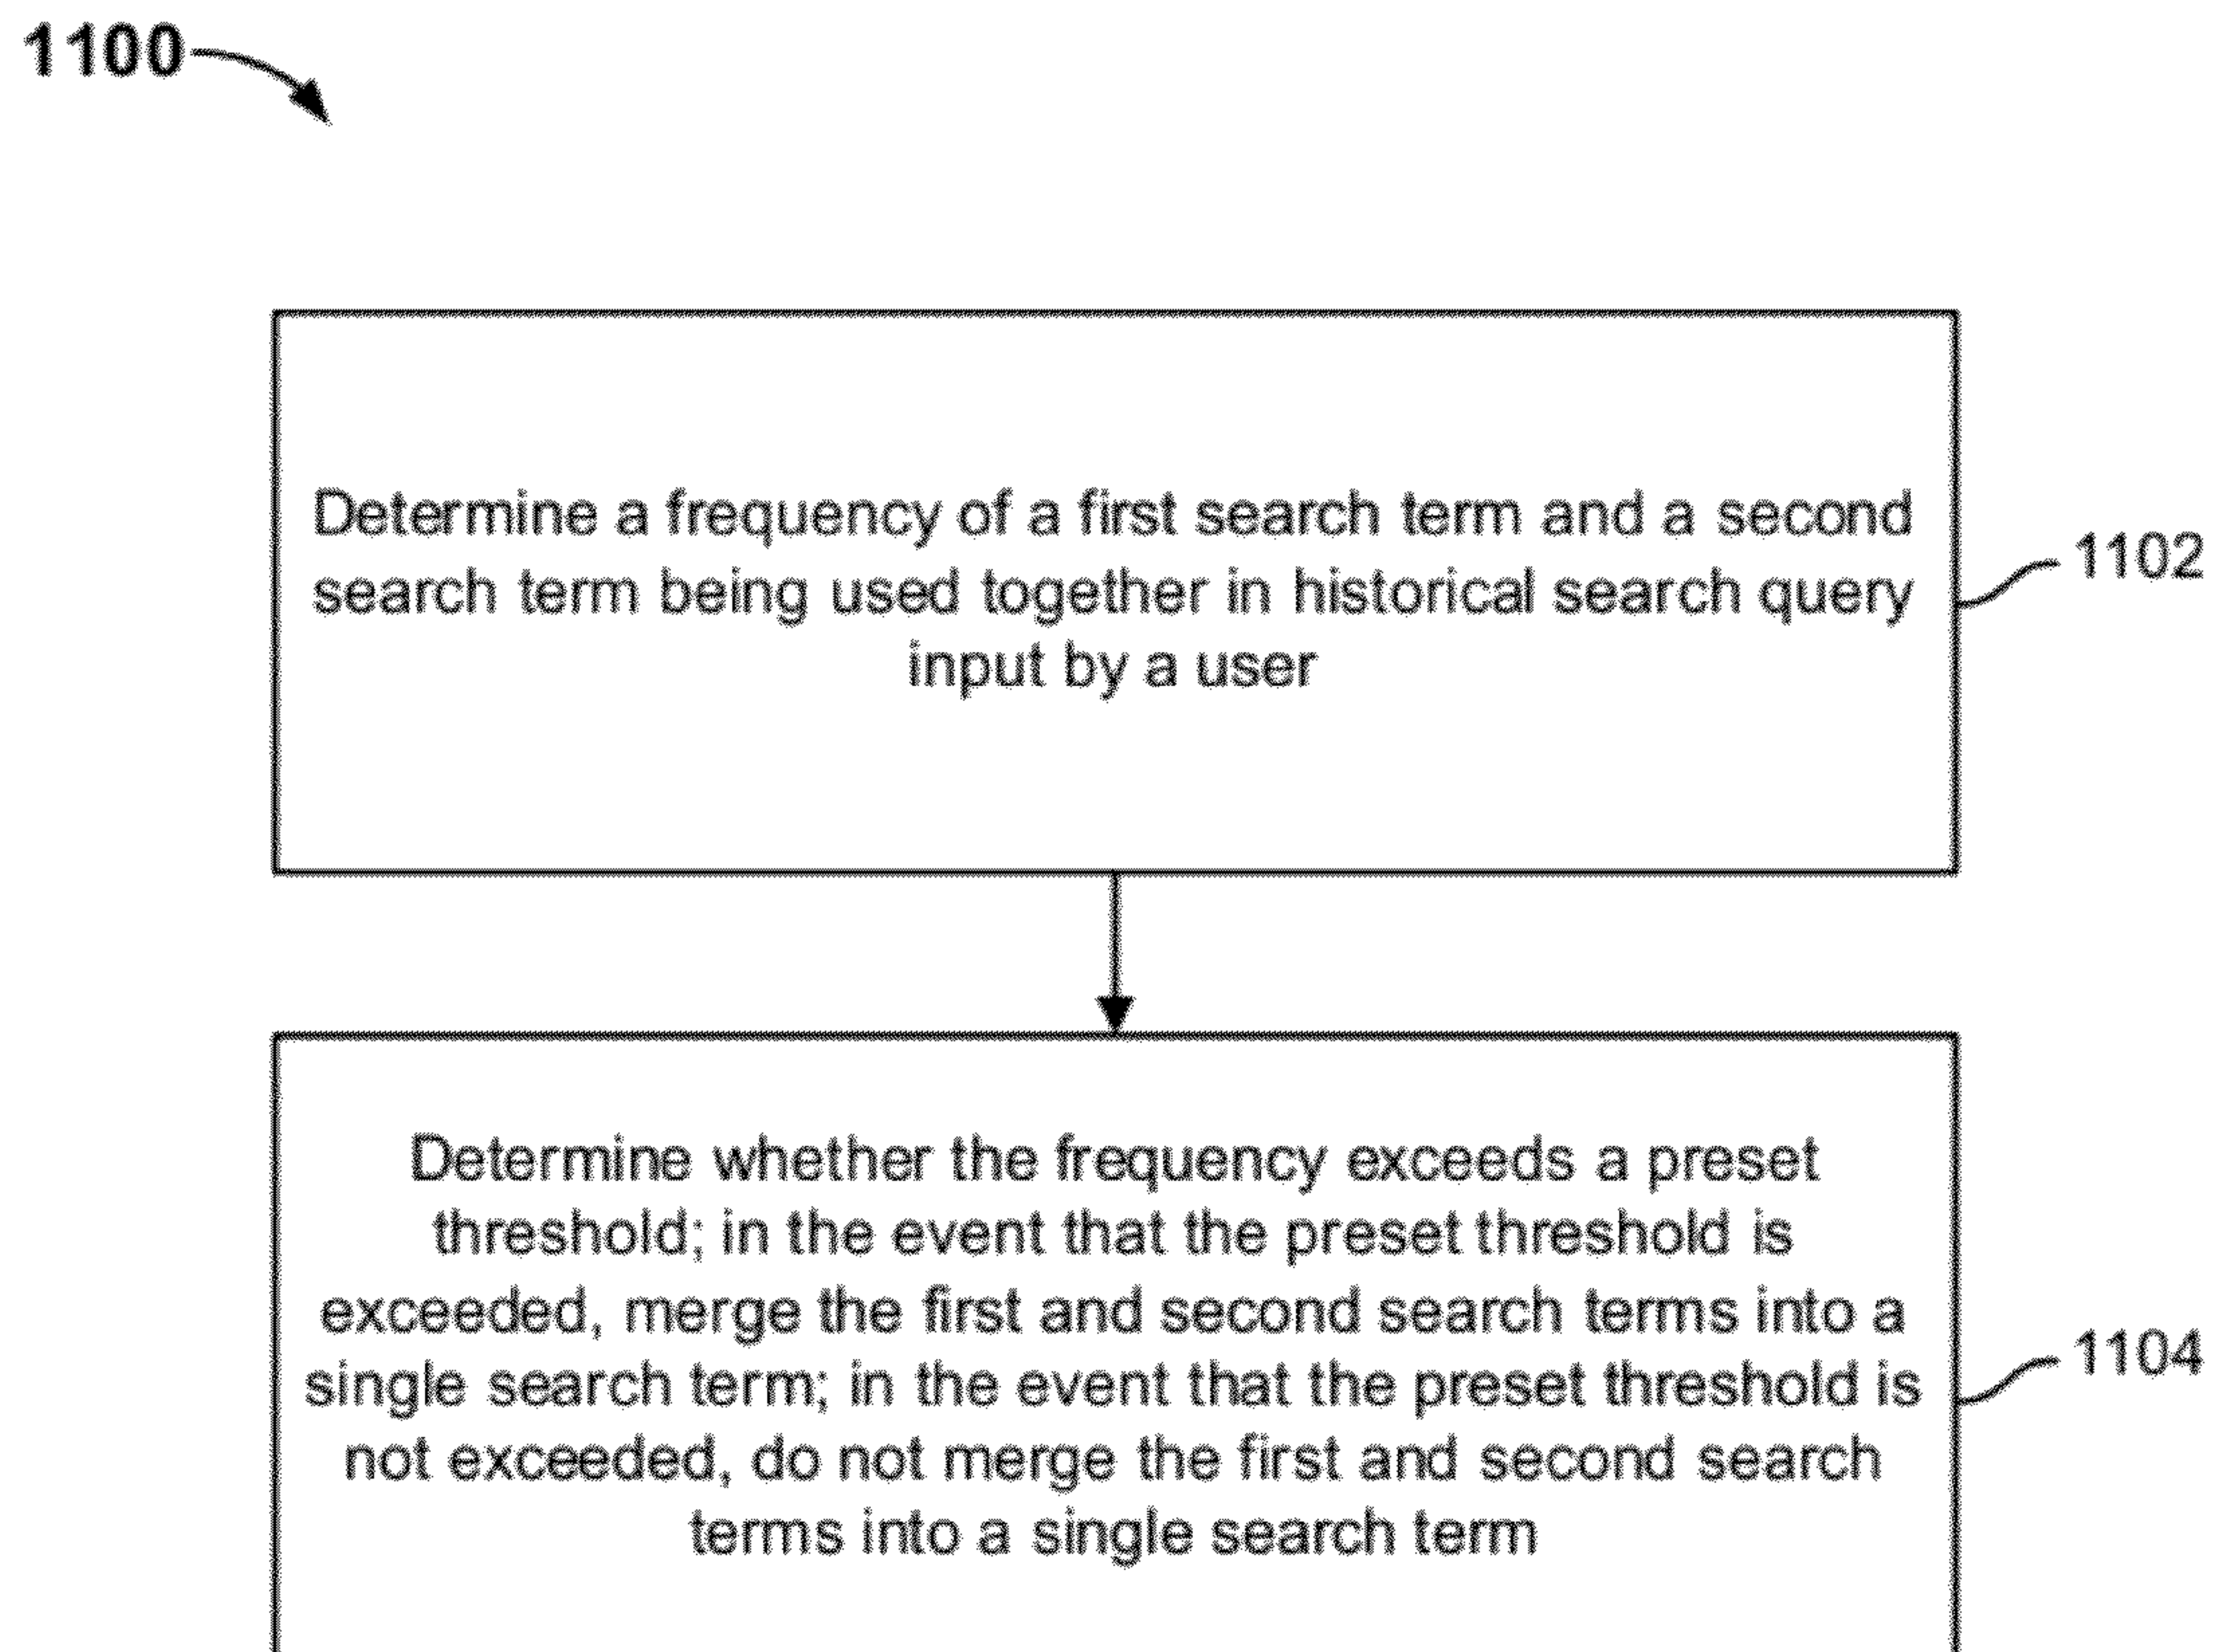 1100
Determine a frequency of a first search term and a second
search term being used together in historical search query
input by a user
1102
Determine whether the frequency exceeds a preset
threshold; in the event that the preset threshold is
exceeded, merge the first and second search terms into a
single search term; in the event that the preset threshold is
not exceeded, do not merge the first and second search
terms into a single search term
1104